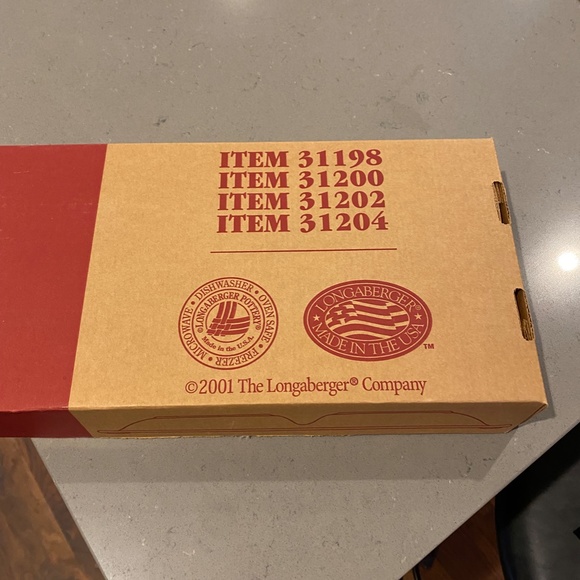 ITEM 31198
ITEM 31200
ITEM 31202
ITEM 31204
MICROWAVE • DISHWASHER • OVEN SAFE • FREEZER •
©LONGABERGER POTTERY®
Made in the U.S.A.
LONGABERGER®
MADE IN THE USA
TM
©2001 The Longaberger® Company